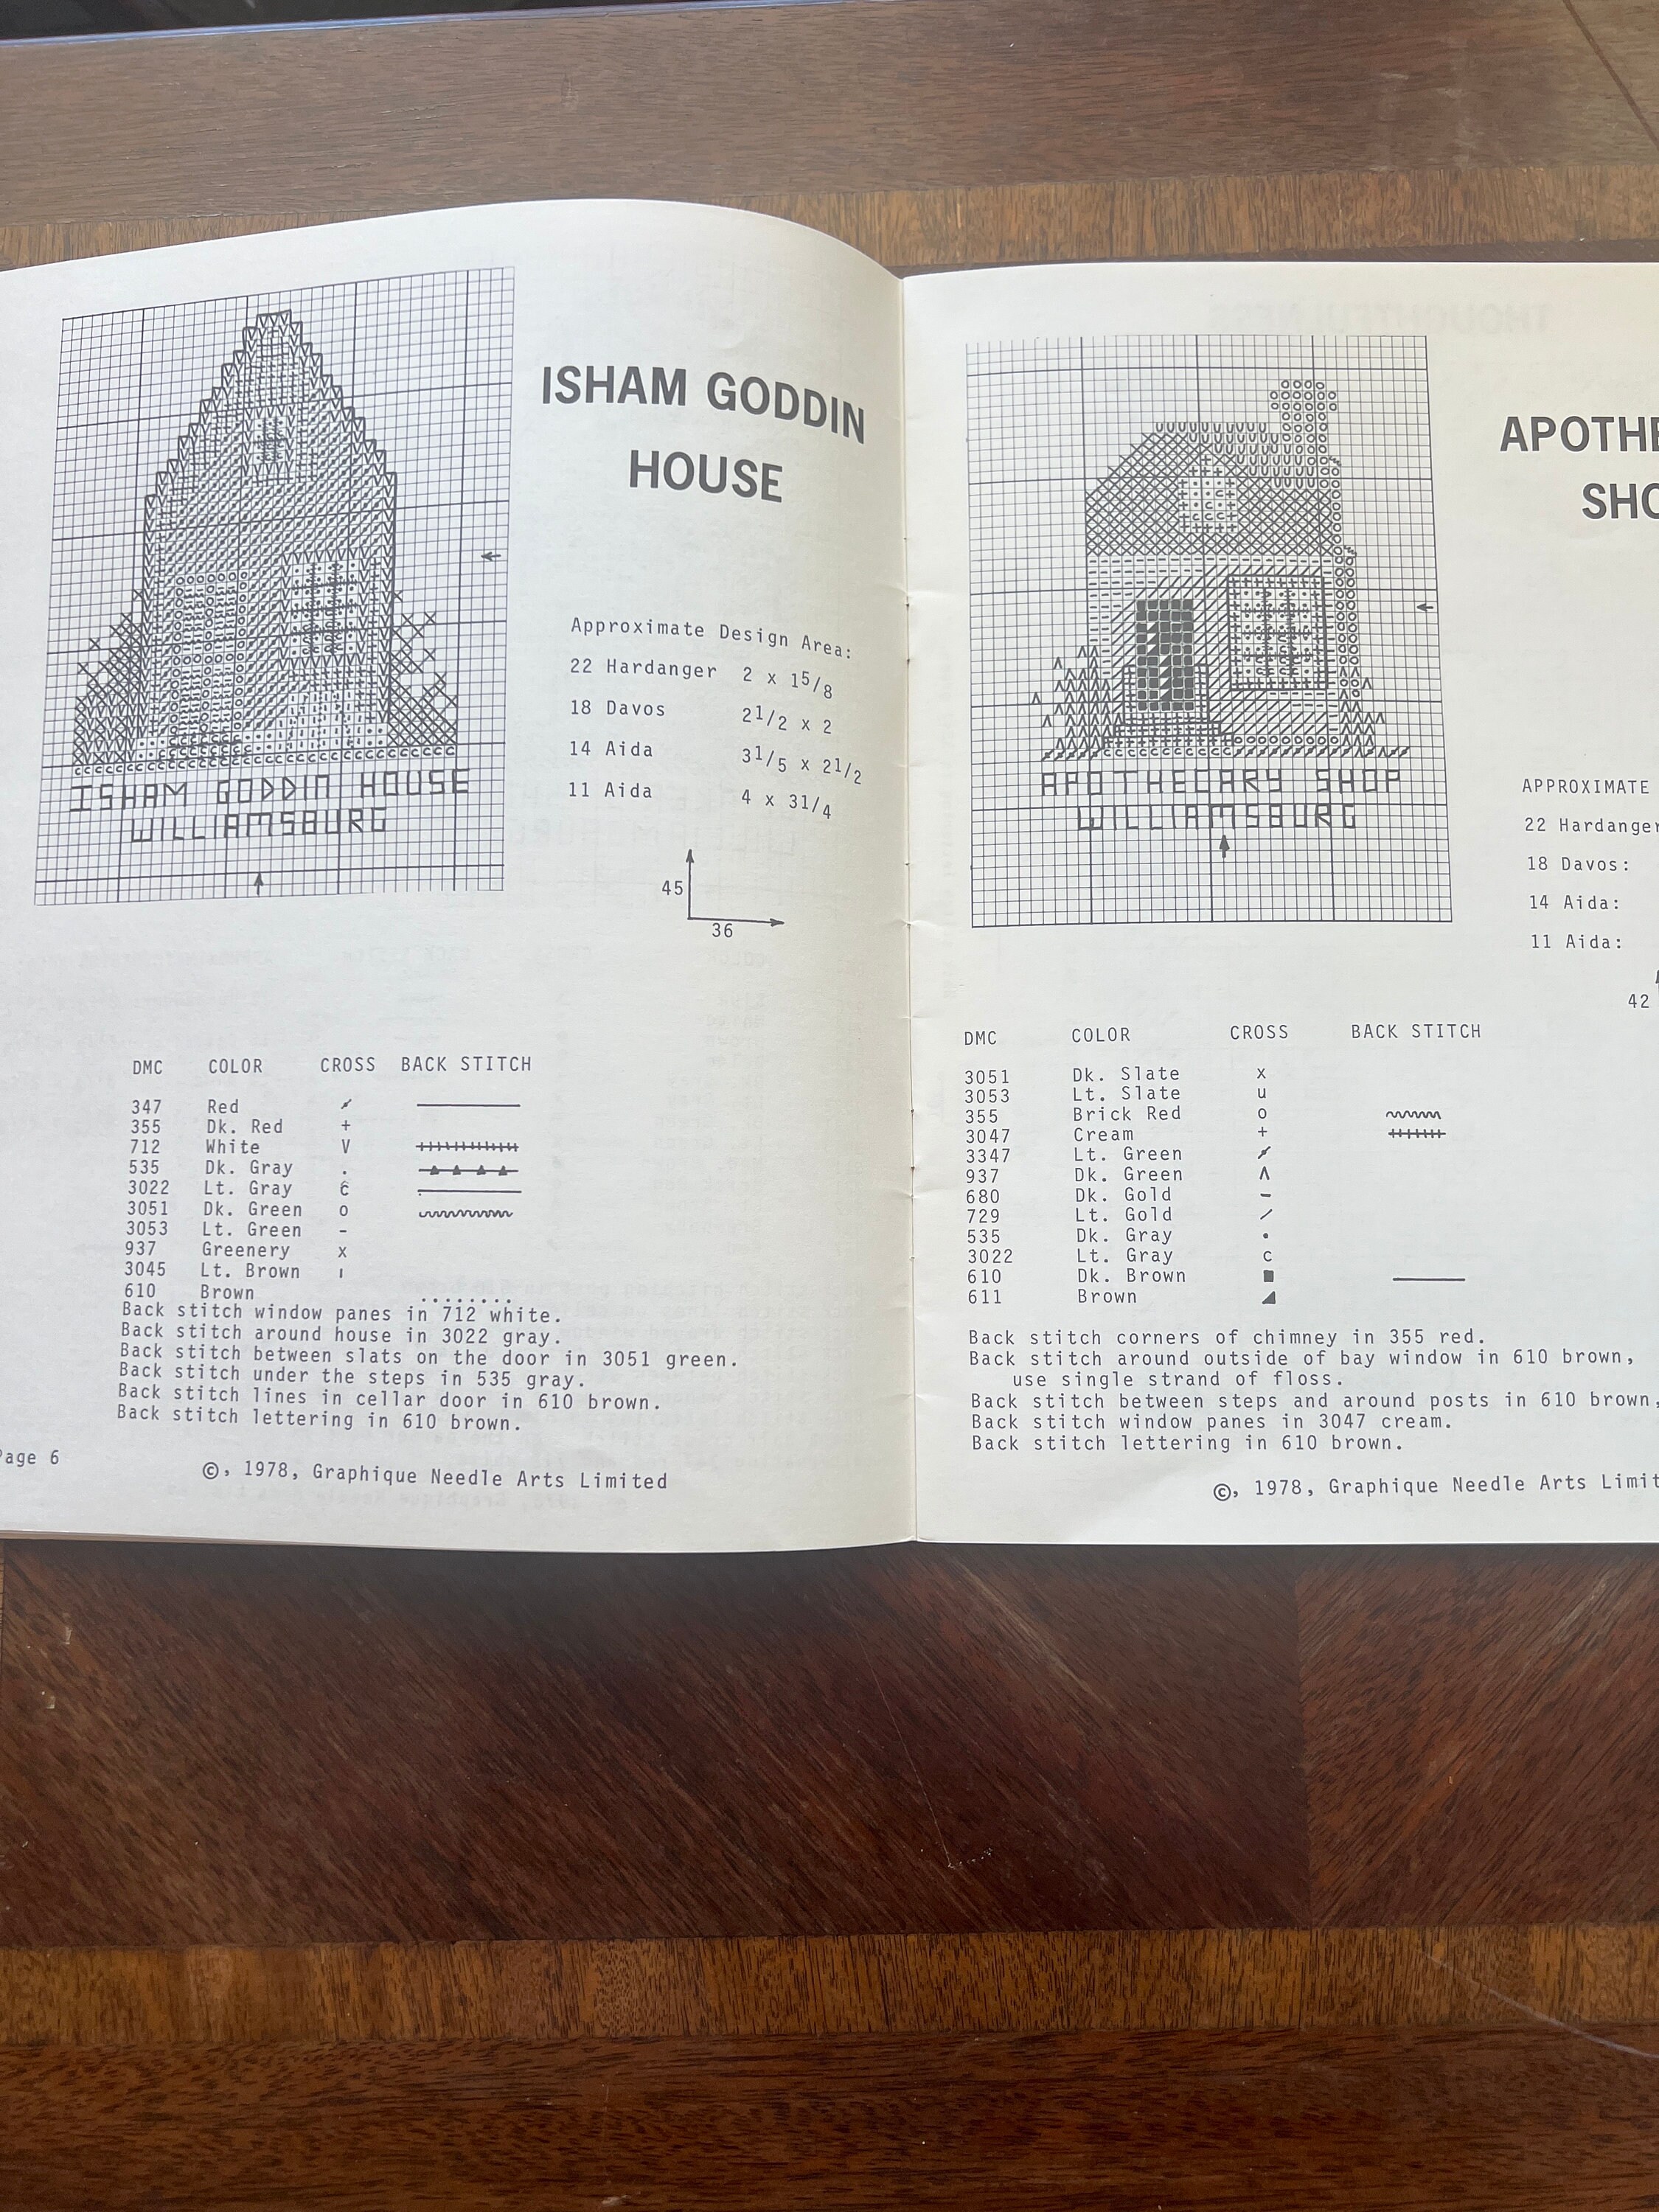 ISHAM GODDIN
HOUSE
ISHAM GODDIN HOUSE
WILLIAMSBURG
Approximate Design Area:
22 Hardanger 2 x 15/8
18 Davos 21/2 x 2
14 Aida 31/5 x 21/2
11 Aida 4 x 31/4
45
36
DMC COLOR CROSS BACK STITCH
347 Red
355 Dk. Red +
712 White V
535 Dk. Gray .
3022 Lt. Gray c
3051 Dk. Green o
3053 Lt. Green -
937 Greenery x
3045 Lt. Brown ı
610 Brown
Back stitch window panes in 712 white.
Back stitch around house in 3022 gray.
Back stitch between slats on the door in 3051 green.
Back stitch under the steps in 535 gray.
Back stitch lines in cellar door in 610 brown.
Back stitch lettering in 610 brown.
Page 6
©, 1978, Graphique Needle Arts Limited
APOTHE
SHO
APOTHECARY SHOP
WILLIAMSBURG
APPROXIMATE
22 Hardanger
18 Davos:
14 Aida:
11 Aida:
42
DMC COLOR CROSS BACK STITCH
3051 Dk. Slate x
3053 Lt. Slate u
355 Brick Red o
3047 Cream +
3347 Lt. Green
937 Dk. Green Λ
680 Dk. Gold -
729 Lt. Gold /
535 Dk. Gray •
3022 Lt. Gray c
610 Dk. Brown ■
611 Brown ◢
Back stitch corners of chimney in 355 red.
Back stitch around outside of bay window in 610 brown,
use single strand of floss.
Back stitch between steps and around posts in 610 brown,
Back stitch window panes in 3047 cream.
Back stitch lettering in 610 brown.
©, 1978, Graphique Needle Arts Limit